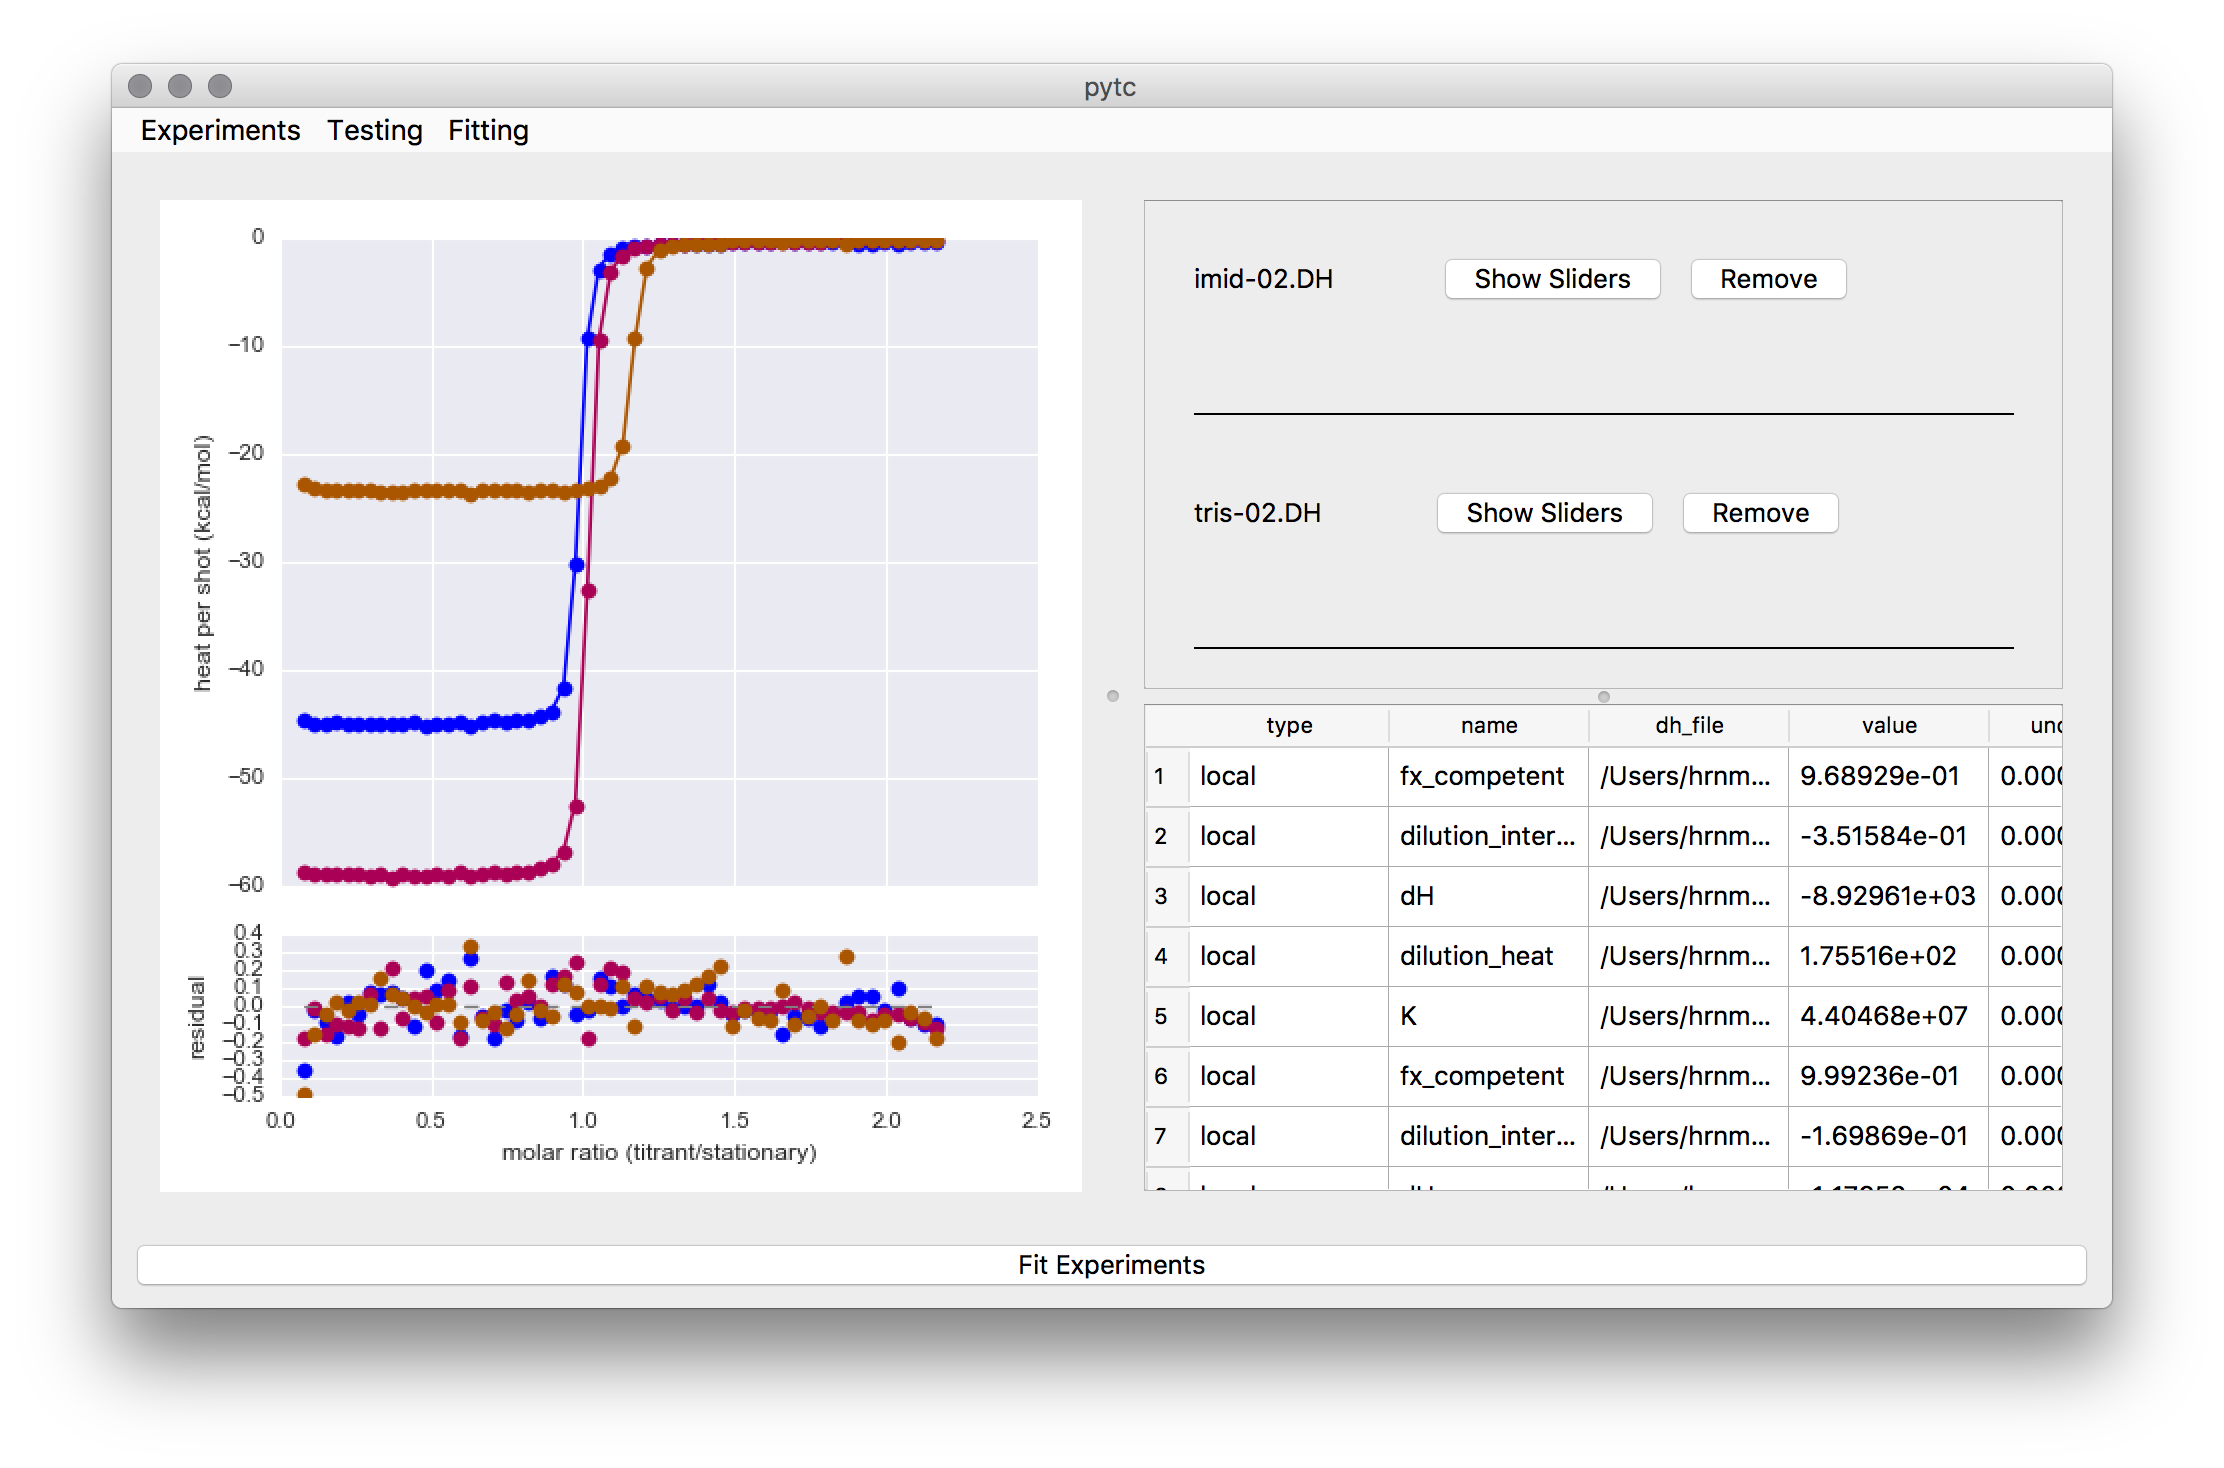 pytc
Experiments Testing Fitting
0
−10
−20
−30
−40
−50
−60
heat per shot (kcal/mol)
0.4
0.3
0.2
0.1
0.0
−0.1
−0.2
−0.3
−0.4
−0.5
residual
0.0 0.5 1.0 1.5 2.0 2.5
molar ratio (titrant/stationary)
imid-02.DH Show Sliders Remove
tris-02.DH Show Sliders Remove
type name dh_file value
1 local fx_competent /Users/hrnm... 9.68929e-01 0.000
2 local dilution_inter... /Users/hrnm... -3.51584e-01 0.000
3 local dH /Users/hrnm... -8.92961e+03 0.000
4 local dilution_heat /Users/hrnm... 1.75516e+02 0.000
5 local K /Users/hrnm... 4.40468e+07 0.000
6 local fx_competent /Users/hrnm... 9.99236e-01 0.000
7 local dilution_inter... /Users/hrnm... -1.69869e-01 0.000
Fit Experiments